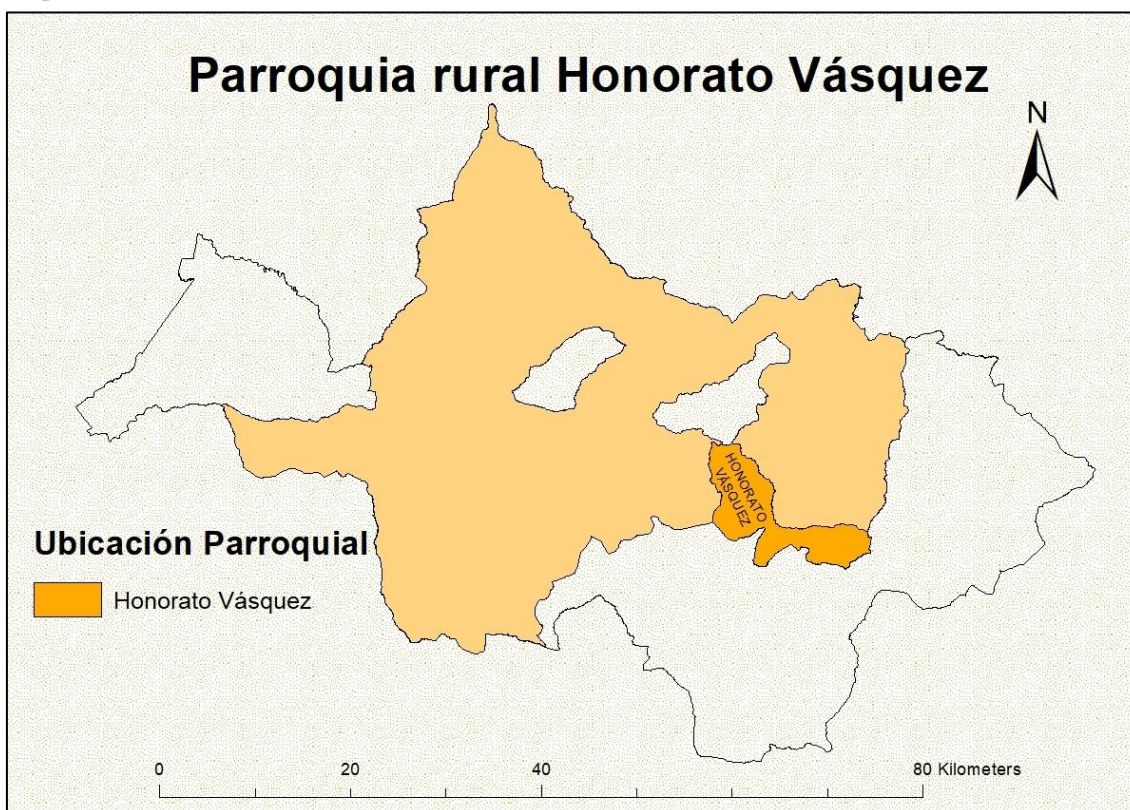 Parroquia rural Honorato Vásquez
N
HONORATO
VÁSQUEZ
Ubicación Parroquial
Honorato Vásquez
0 20 40 80 Kilometers